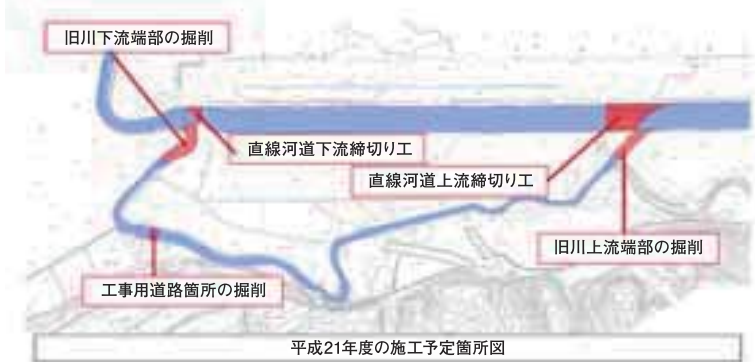 旧川下流端部の掘削
直線河道下流締切り工
直線河道上流締切り工
旧川上流端部の掘削
工事用道路箇所の掘削
平成21年度の施工予定箇所図